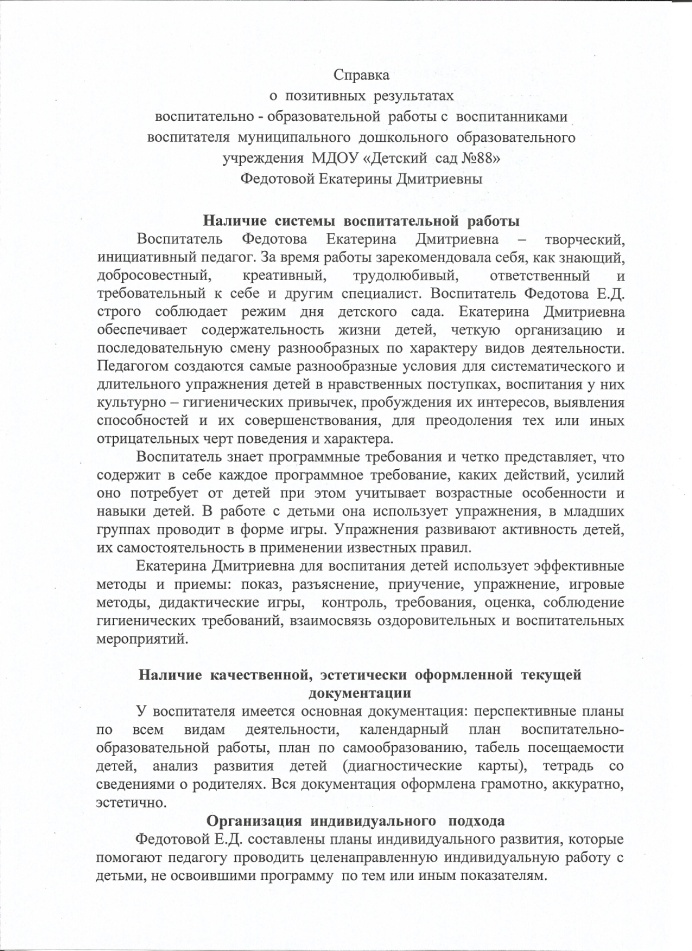 Справка
о позитивных результатах
воспитательно - образовательной работы с воспитанниками
воспитателя муниципального дошкольного образовательного
учреждения МДОУ «Детский сад №88»
Федотовой Екатерины Дмитриевны
Наличие системы воспитательной работы
Воспитатель Федотова Екатерина Дмитриевна – творческий,
инициативный педагог. За время работы зарекомендовала себя, как знающий,
добросовестный, креативный, трудолюбивый, ответственный и
требовательный к себе и другим специалист. Воспитатель Федотова Е.Д.
строго соблюдает режим дня детского сада. Екатерина Дмитриевна
обеспечивает содержательность жизни детей, четкую организацию и
последовательную смену разнообразных по характеру видов деятельности.
Педагогом создаются самые разнообразные условия для систематического и
длительного упражнения детей в нравственных поступках, воспитания у них
культурно – гигиенических привычек, пробуждения их интересов, выявления
способностей и их совершенствования, для преодоления тех или иных
отрицательных черт поведения и характера.
Воспитатель знает программные требования и четко представляет, что
содержит в себе каждое программное требование, каких действий, усилий
оно потребует от детей при этом учитывает возрастные особенности и
навыки детей. В работе с детьми она использует упражнения, в младших
группах проводит в форме игры. Упражнения развивают активность детей,
их самостоятельность в применении известных правил.
Екатерина Дмитриевна для воспитания детей использует эффективные
методы и приемы: показ, разъяснение, приучение, упражнение, игровые
методы, дидактические игры, контроль, требования, оценка, соблюдение
гигиенических требований, взаимосвязь оздоровительных и воспитательных
мероприятий.
Наличие качественной, эстетически оформленной текущей
документации
У воспитателя имеется основная документация: перспективные планы
по всем видам деятельности, календарный план воспитательно-
образовательной работы, план по самообразованию, табель посещаемости
детей, анализ развития детей (диагностические карты), тетрадь со
сведениями о родителях. Вся документация оформлена грамотно, аккуратно,
эстетично.
Организация индивидуального подхода
Федотовой Е.Д. составлены планы индивидуального развития, которые
помогают педагогу проводить целенаправленную индивидуальную работу с
детьми, не освоившими программу по тем или иным показателям.